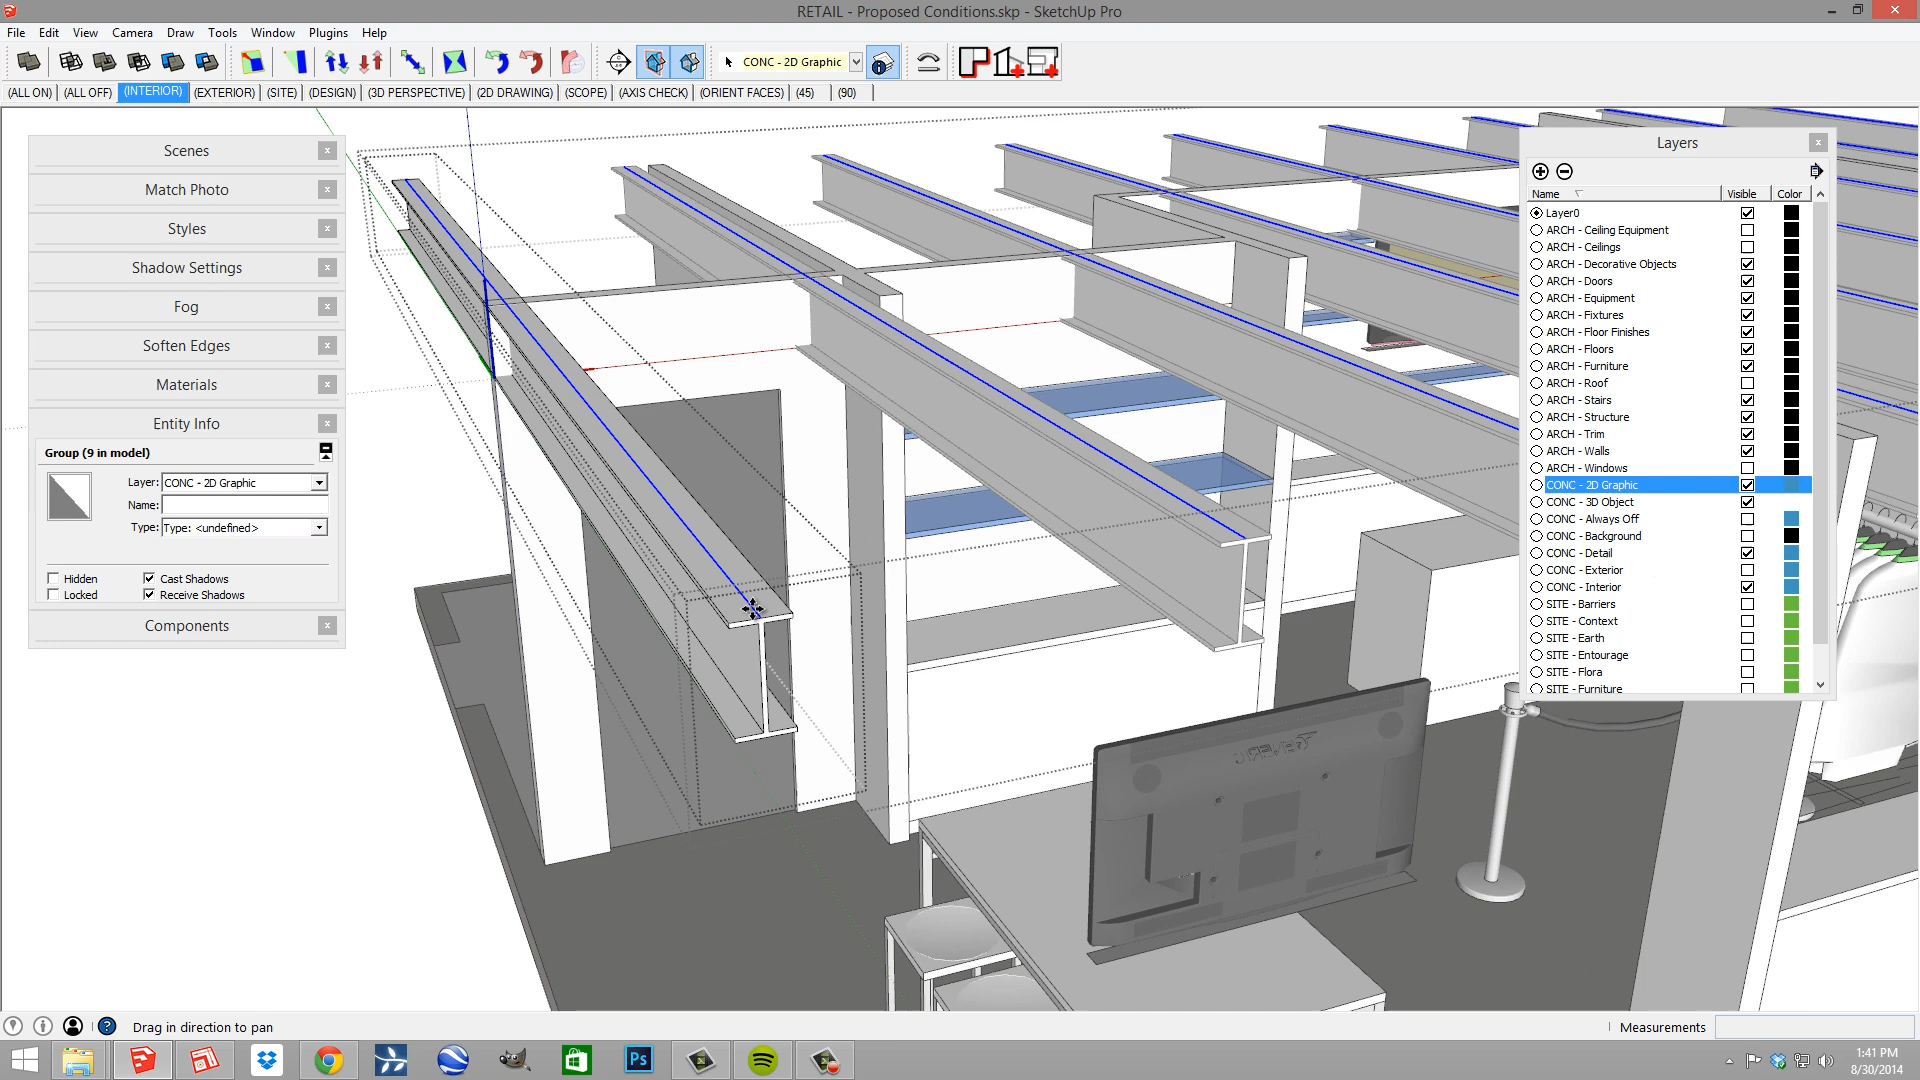 RETAIL - Proposed Conditions.skp - SketchUp Pro
File Edit View Camera Draw Tools Window Plugins Help
CONC - 2D Graphic
(ALL ON) (ALL OFF) (INTERIOR) (EXTERIOR) (SITE) (DESIGN) (3D PERSPECTIVE) (2D DRAWING) (SCOPE) (AXIS CHECK) (ORIENT FACES) (45) (90)
Scenes
Match Photo
Styles
Shadow Settings
Fog
Soften Edges
Materials
Entity Info
Group (9 in model)
Layer: CONC - 2D Graphic
Name:
Type: Type: <undefined>
Hidden Cast Shadows
Locked Receive Shadows
Components
Layers
Name Visible Color
Layer0
ARCH - Ceiling Equipment
ARCH - Ceilings
ARCH - Decorative Objects
ARCH - Doors
ARCH - Equipment
ARCH - Fixtures
ARCH - Floor Finishes
ARCH - Floors
ARCH - Furniture
ARCH - Roof
ARCH - Stairs
ARCH - Structure
ARCH - Trim
ARCH - Walls
ARCH - Windows
CONC - 2D Graphic
CONC - 3D Object
CONC - Always Off
CONC - Background
CONC - Detail
CONC - Exterior
CONC - Interior
SITE - Barriers
SITE - Context
SITE - Earth
SITE - Entourage
SITE - Flora
SITE - Furniture
Drag in direction to pan
Measurements
Ps
1:41 PM
8/30/2014